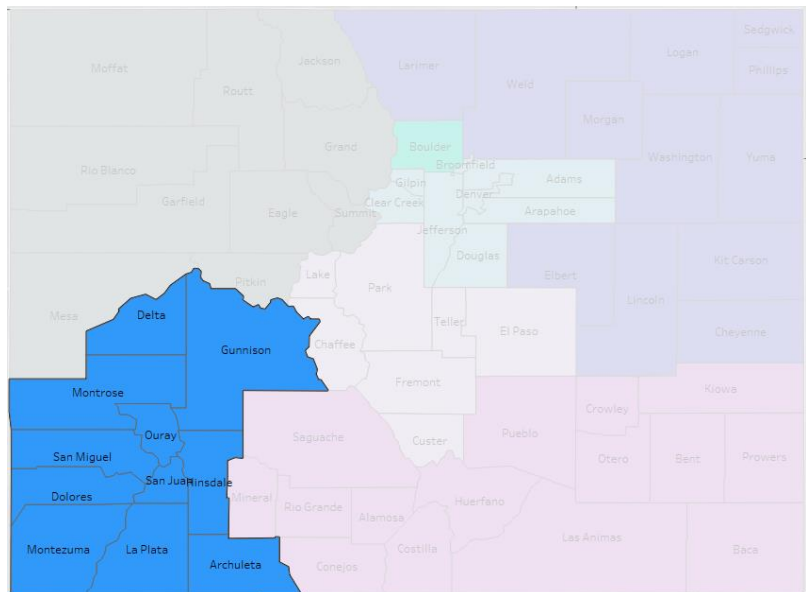 Sedgwick
Logan
Jackson
Larimer
Moffat
Phillips
Weld
Routt
Morgan
Grand
Boulder
Washington
Yuma
Broomfield
Rio Blanco
Gilpin
Adams
Denver
Garfield
Clear Creek
Eagle
Summit
Arapahoe
Jefferson
Douglas
Kit Carson
Lake
Elbert
Pitkin
Park
Lincoln
Mesa
Delta
Teller
El Paso
Cheyenne
Chaffee
Gunnison
Fremont
Kiowa
Montrose
Crowley
Ouray
Pueblo
Saguache
Custer
San Miguel
Otero
Bent
Prowers
San Juan
Hinsdale
Dolores
Mineral
Huerfano
Rio Grande
Alamosa
Las Animas
Montezuma
La Plata
Costilla
Baca
Archuleta
Conejos